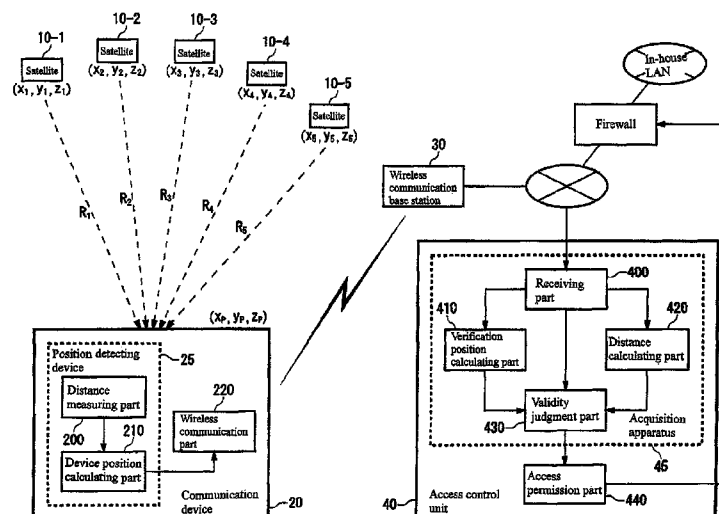 10-1
10-2
10-3
10-4
10-5
Satellite
Satellite
Satellite
Satellite
Satellite
(x₁, y₁, z₁)
(x₂, y₂, z₂)
(x₃, y₃, z₃)
(x₄, y₄, z₄)
(x₅, y₅, z₅)
R₁
R₂
R₃
R₄
R₅
In-house
LAN
Firewall
30
Wireless
communication
base station
(xₚ, yₚ, zₚ)
Position detecting
device
25
Distance
measuring part
200
210
Device position
calculating part
220
Wireless
communication
part
Communication
device
20
Receiving
part
400
410
Verification
position
calculating part
420
Distance
calculating part
Validity
judgment part
430
Acquisition
apparatus
45
Access
permission part
440
40
Access control
unit